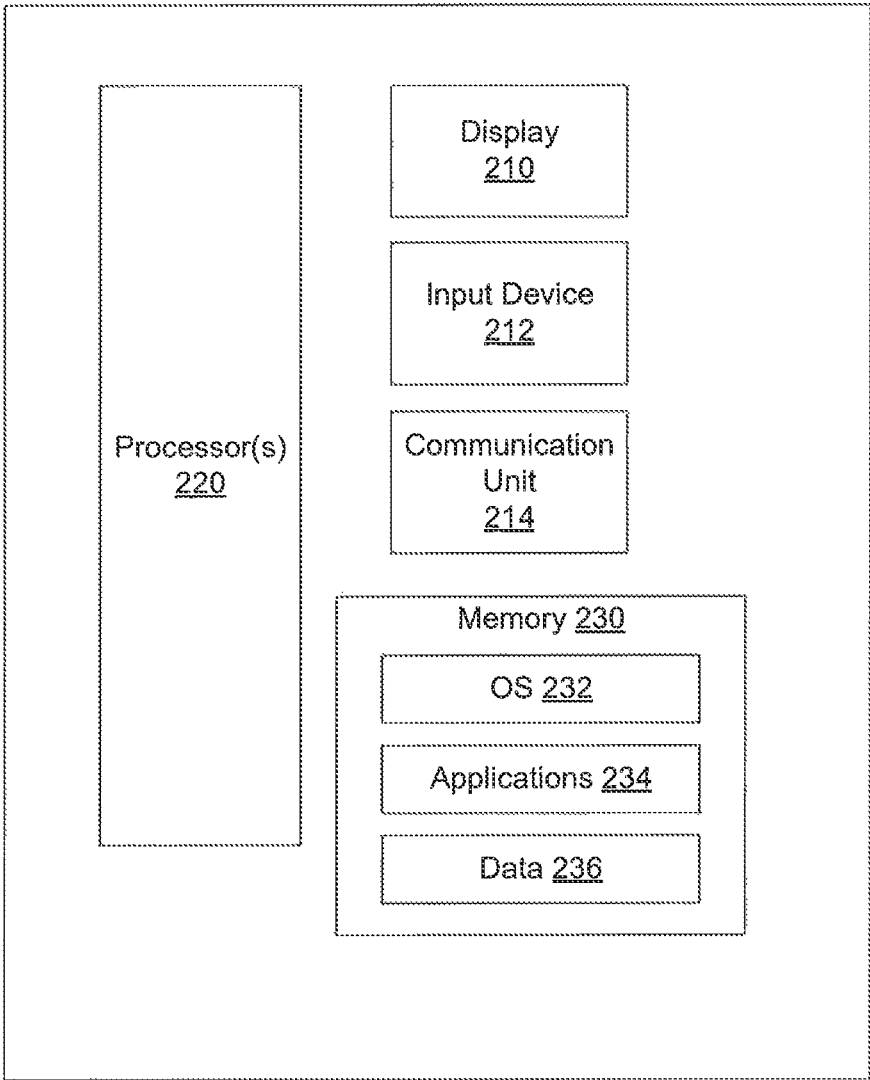 Processor(s)
220
Display
210
Input Device
212
Communication
Unit
214
Memory 230
OS 232
Applications 234
Data 236